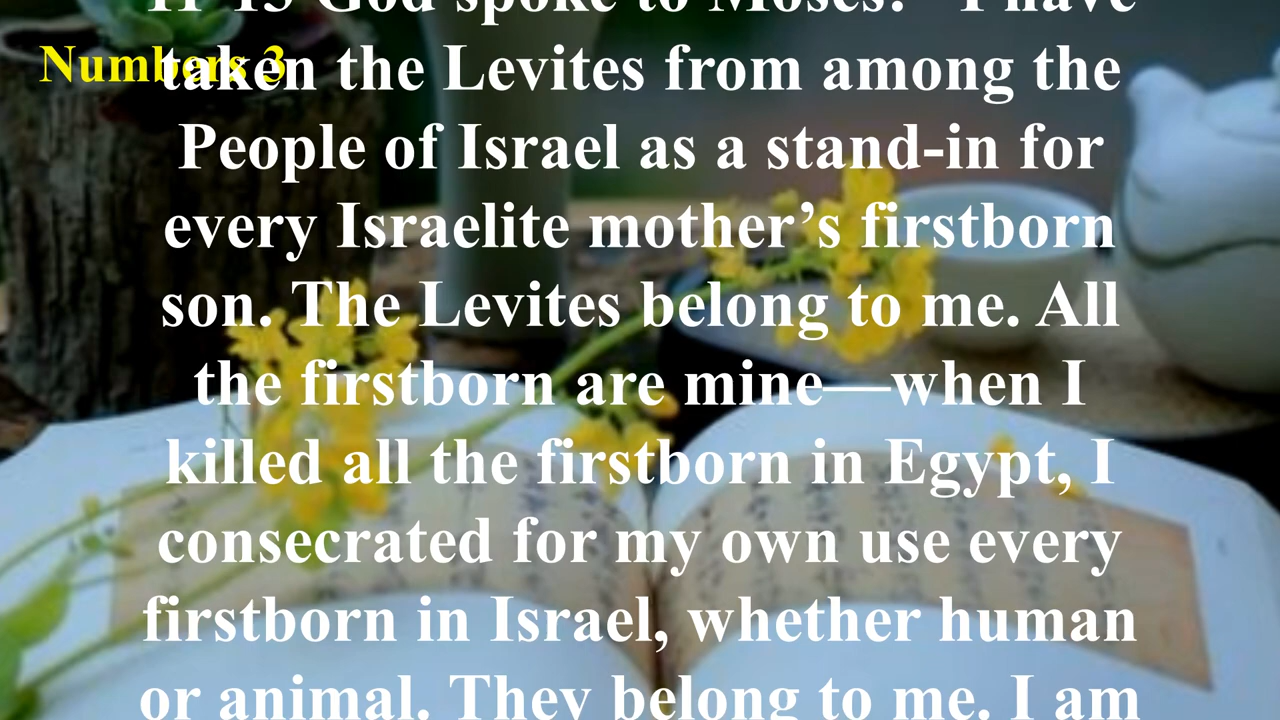 11-13 God spoke to Moses: “I have
Numbers 3
taken the Levites from among the
People of Israel as a stand-in for
every Israelite mother’s firstborn
son. The Levites belong to me. All
the firstborn are mine—when I
killed all the firstborn in Egypt, I
consecrated for my own use every
firstborn in Israel, whether human
or animal. They belong to me. I am